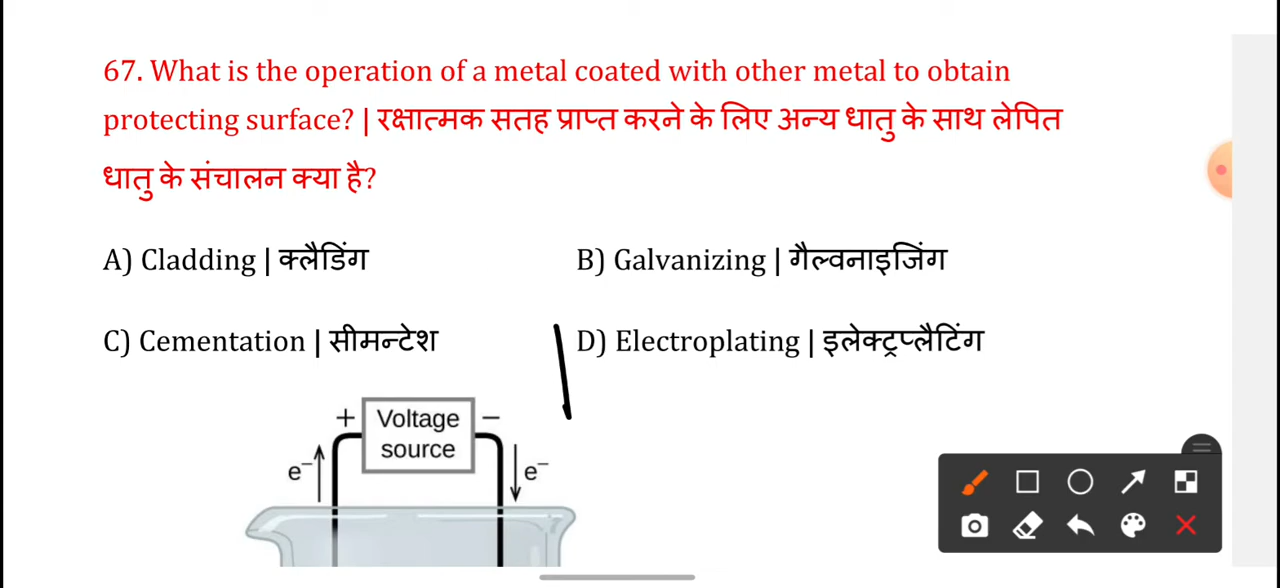 67. What is the operation of a metal coated with other metal to obtain
protecting surface? | रक्षात्मक सतह प्राप्त करने के लिए अन्य धातु के साथ लेपित
धातु के संचालन क्या है?
A) Cladding | क्लैडिंग
B) Galvanizing | गैल्वनाइजिंग
C) Cementation | सीमन्टेश
D) Electroplating | इलेक्ट्रप्लैटिंग
+ Voltage −
source
e⁻
e⁻